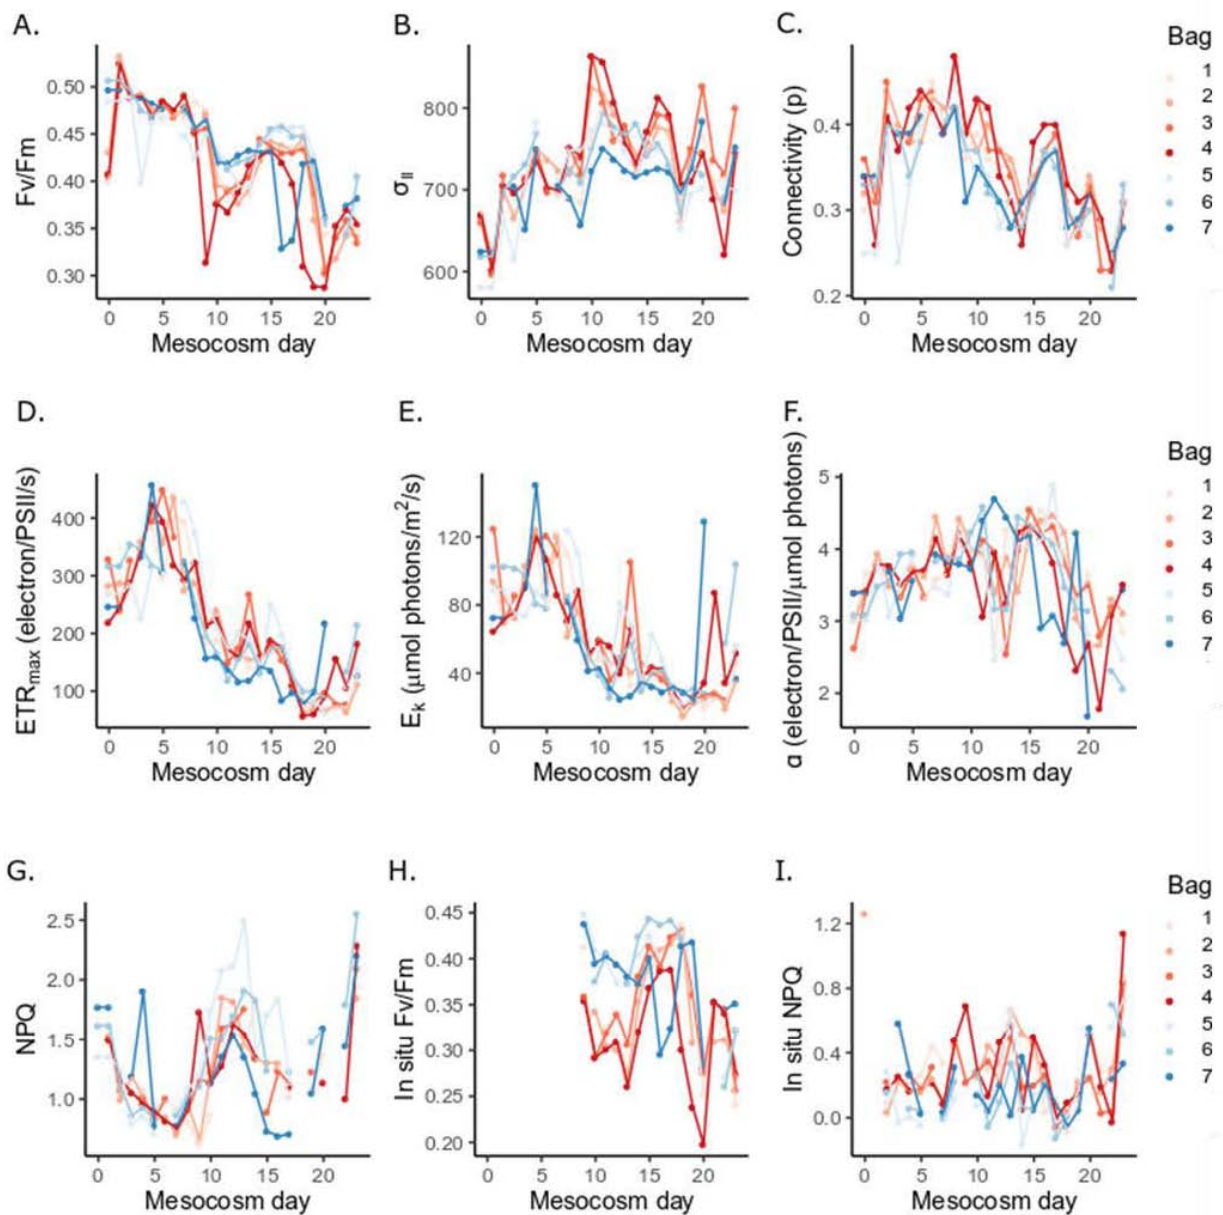 A.
B.
C.
Fv/Fm
0.50
0.45
0.40
0.35
0.30
0 5 10 15 20
Mesocosm day
σII
800
700
600
0 5 10 15 20
Mesocosm day
Connectivity (p)
0.4
0.3
0.2
0 5 10 15 20
Mesocosm day
Bag
1
2
3
4
5
6
7
D.
E.
F.
ETRmax (electron/PSII/s)
400
300
200
100
0 5 10 15 20
Mesocosm day
Ek (μmol photons/m2/s)
120
80
40
0 5 10 15 20
Mesocosm day
α (electron/PSII/μmol photons)
5
4
3
2
0 5 10 15 20
Mesocosm day
Bag
1
2
3
4
5
6
7
G.
H.
I.
NPQ
2.5
2.0
1.5
1.0
0 5 10 15 20
Mesocosm day
In situ Fv/Fm
0.45
0.40
0.35
0.30
0.25
0.20
0 5 10 15 20
Mesocosm day
In situ NPQ
1.2
0.8
0.4
0.0
0 5 10 15 20
Mesocosm day
Bag
1
2
3
4
5
6
7